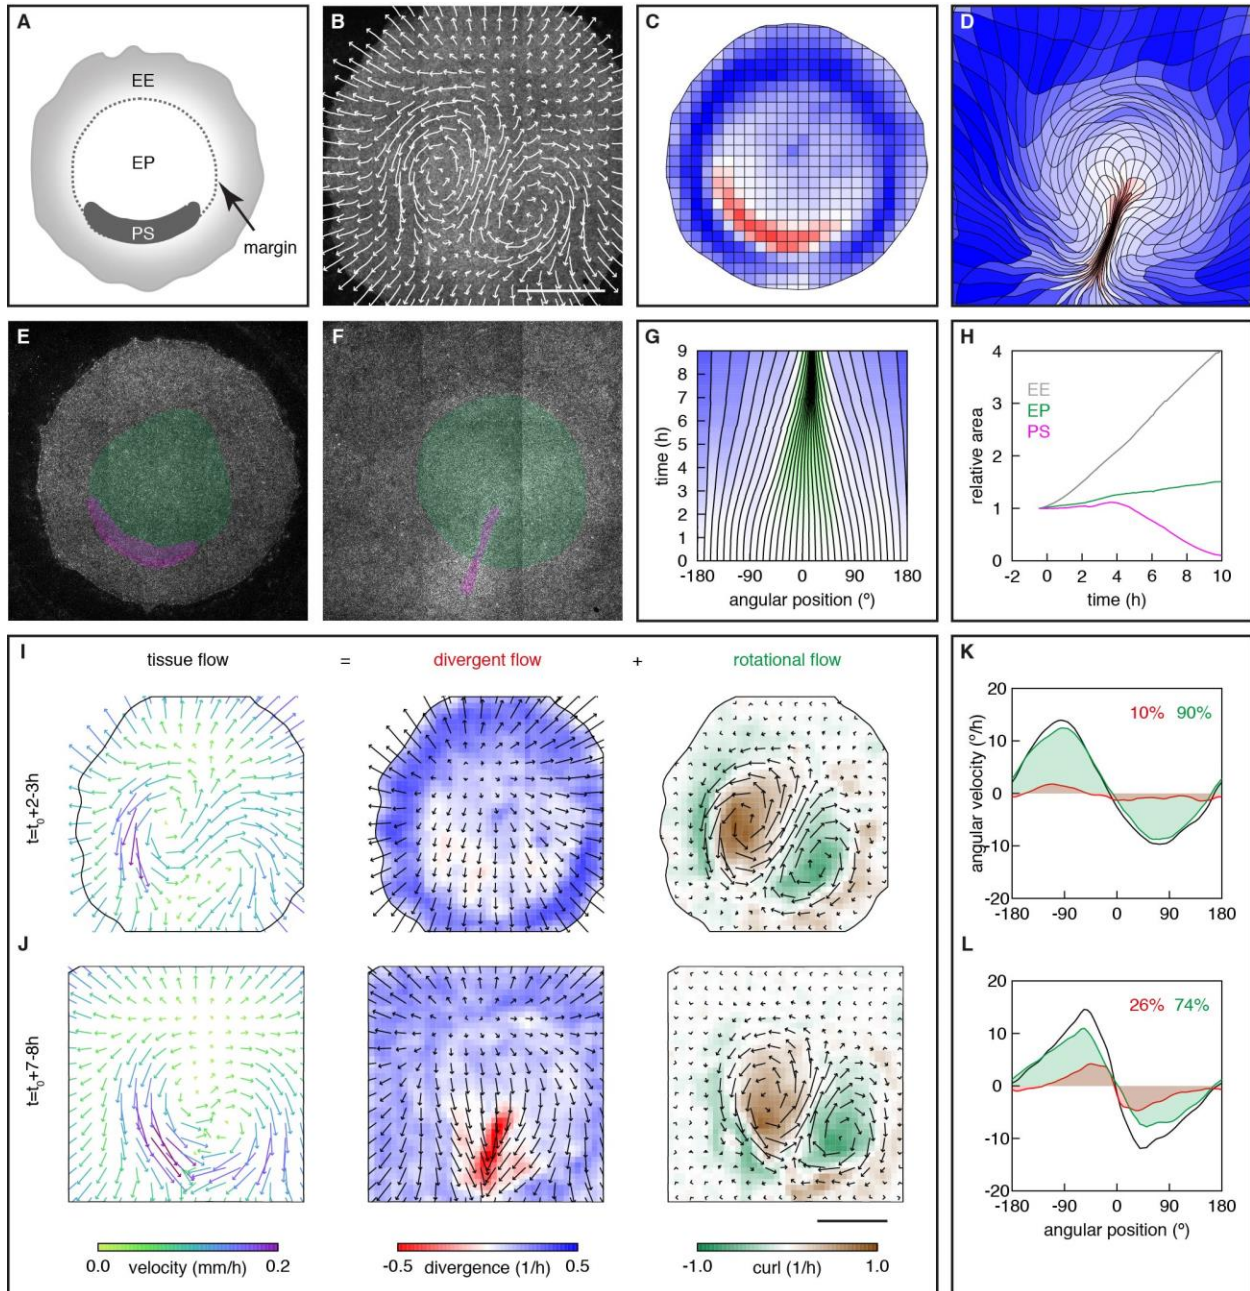 A
EE
EP
PS
margin
B
C
D
E
F
G
9
8
7
6
5
4
3
2
1
0
time (h)
-180 -90 0 90 180
angular position (º)
H
4
3
2
1
0
relative area
EE
EP
PS
-2 0 2 4 6 8 10
time (h)
I
tissue flow = divergent flow + rotational flow
t=t0+2-3h
J
t=t0+7-8h
0.0 velocity (mm/h) 0.2
-0.5 divergence (1/h) 0.5
-1.0 curl (1/h) 1.0
K
20
10
0
-10
-20
angular velocity (º/h)
10% 90%
-180 -90 0 90 180
L
20
10
0
-10
-20
26% 74%
-180 -90 0 90 180
angular position (º)